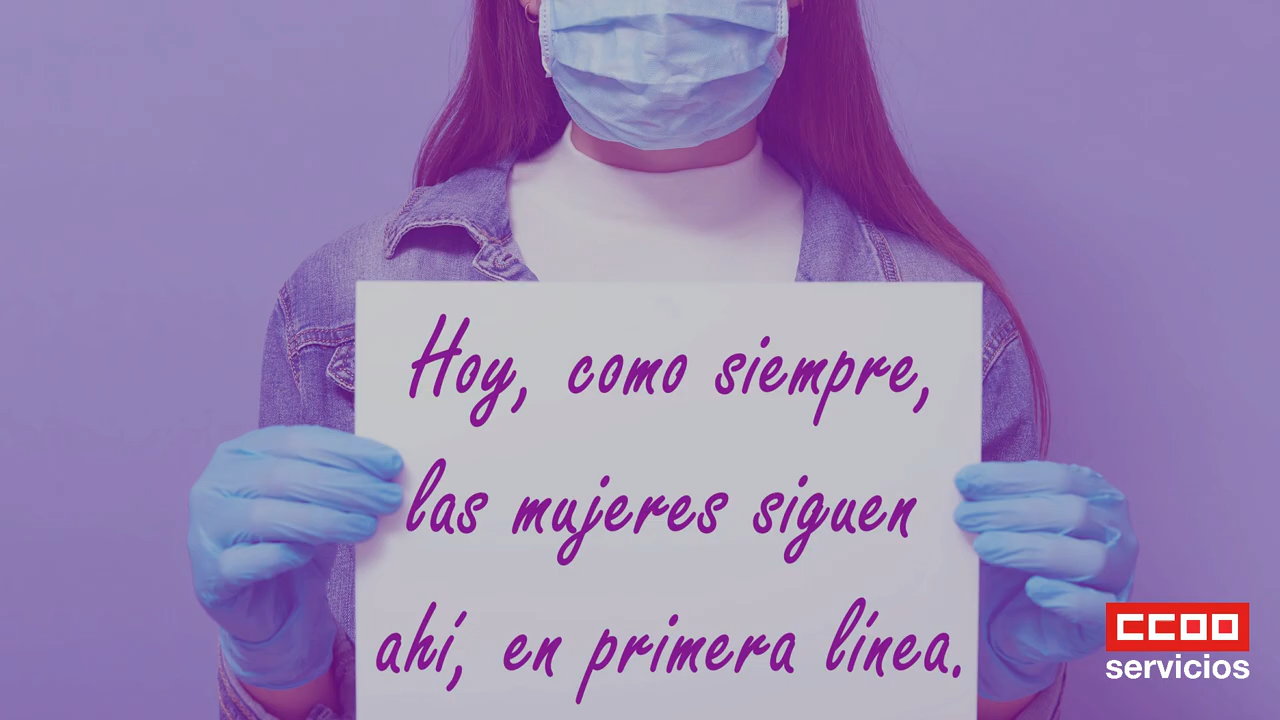 Hoy, como siempre,
las mujeres siguen
ahí, en primera línea.
CCOO
servicios